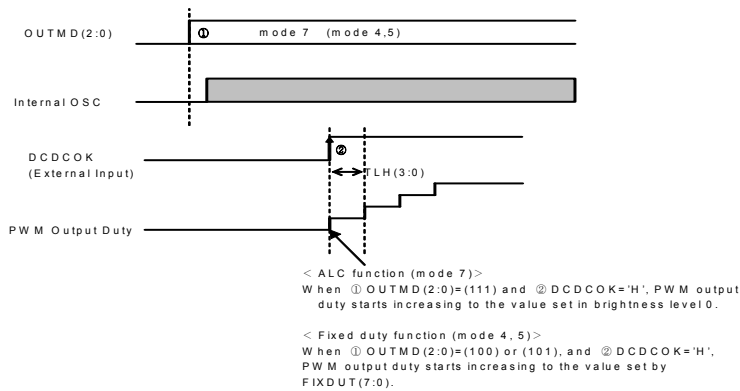 OUTMD(2:0)
① mode 7 (mode 4,5)
Internal OSC
DCDCOK
(External Input)
②
TLH(3:0)
PWM Output Duty
< ALC function (mode 7)>
When ① OUTMD(2:0)=(111) and ② DCDCOK='H', PWM output
duty starts increasing to the value set in brightness level 0.
< Fixed duty function (mode 4, 5)>
When ① OUTMD(2:0)=(100) or (101), and ② DCDCOK='H',
PWM output duty starts increasing to the value set by
FIXDUT(7:0).